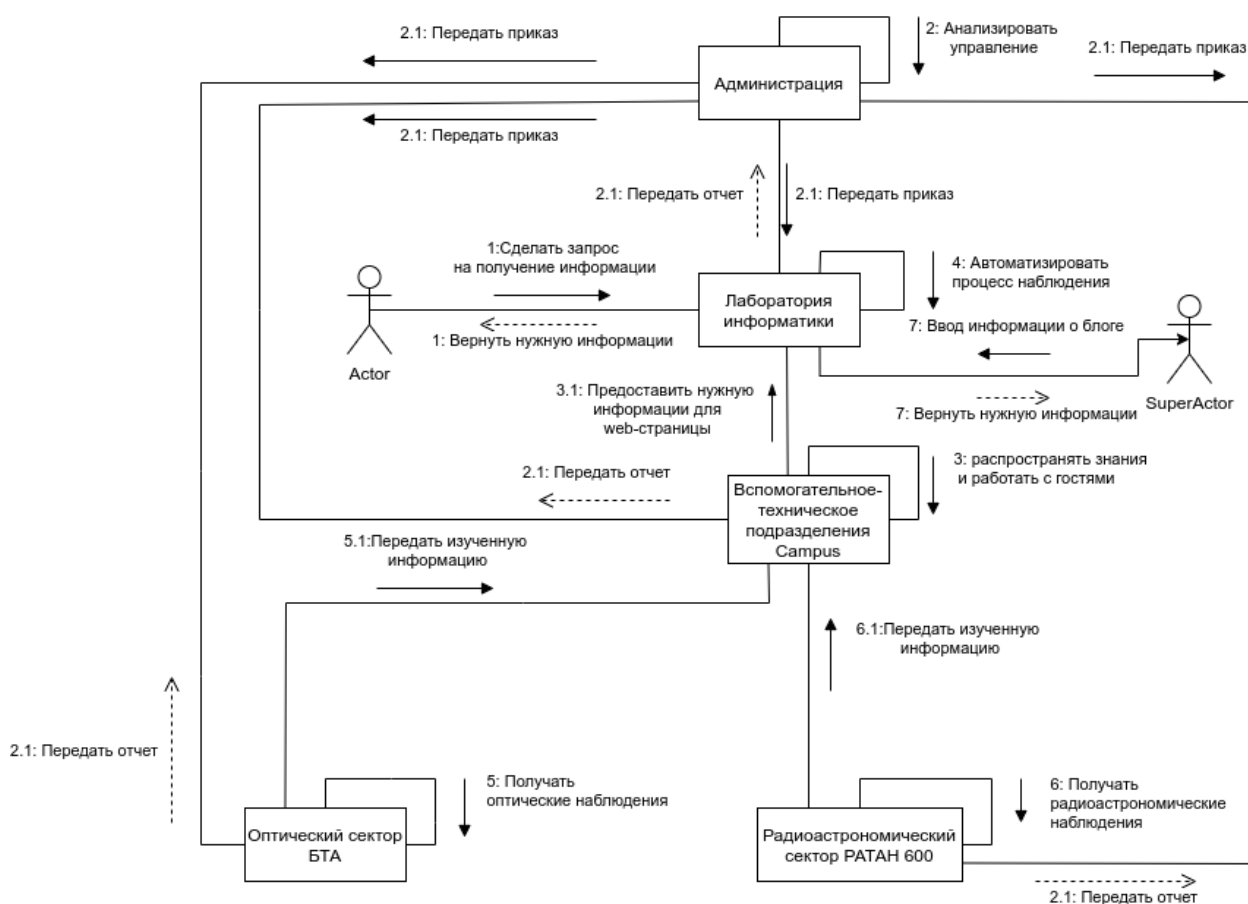 2.1: Передать приказ
2: Анализировать
управление
2.1: Передать приказ
Администрация
2.1: Передать приказ
2.1: Передать отчет
2.1: Передать приказ
1:Сделать запрос
на получение информации
4: Автоматизировать
процесс наблюдения
Лаборатория
информатики
7: Ввод информации о блоге
1: Вернуть нужную информации
Actor
3.1: Предоставить нужную
информации для
web-страницы
7: Вернуть нужную информации
SuperActor
2.1: Передать отчет
3: распространять знания
и работать с гостями
Вспомогательное-
техническое
подразделения
Campus
5.1:Передать изученную
информацию
6.1:Передать изученную
информацию
2.1: Передать отчет
5: Получать
оптические наблюдения
6: Получать
радиоастрономические
наблюдения
Оптический сектор
БТА
Радиоастрономический
сектор РАТАН 600
2.1: Передать отчет